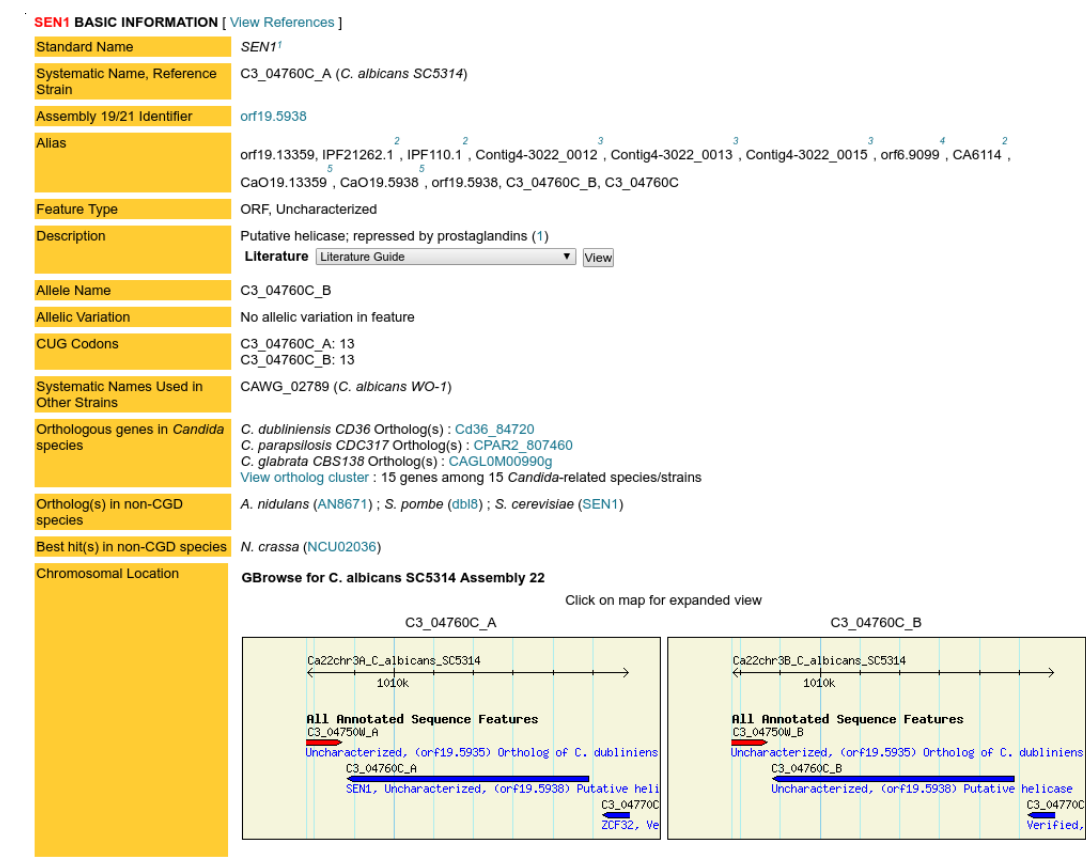 SEN1 BASIC INFORMATION [ View References ]
Standard Name SEN1 1
Systematic Name, Reference Strain C3_04760C_A (C. albicans SC5314)
Assembly 19/21 Identifier orf19.5938
Alias orf19.13359, IPF21262.1 2 , IPF110.1 2 , Contig4-3022_0012 3 , Contig4-3022_0013 3 , Contig4-3022_0015 3 , orf6.9099 4 , CA6114 2 ,
CaO19.13359 5 , CaO19.5938 5 , orf19.5938, C3_04760C_B, C3_04760C
Feature Type ORF, Uncharacterized
Description Putative helicase; repressed by prostaglandins (1)
Literature Literature Guide ▼ View
Allele Name C3_04760C_B
Allelic Variation No allelic variation in feature
CUG Codons C3_04760C_A: 13
C3_04760C_B: 13
Systematic Names Used in Other Strains CAWG_02789 (C. albicans WO-1)
Orthologous genes in Candida species C. dubliniensis CD36 Ortholog(s) : Cd36_84720
C. parapsilosis CDC317 Ortholog(s) : CPAR2_807460
C. glabrata CBS138 Ortholog(s) : CAGL0M00990g
View ortholog cluster : 15 genes among 15 Candida-related species/strains
Ortholog(s) in non-CGD species A. nidulans (AN8671) ; S. pombe (dbl8) ; S. cerevisiae (SEN1)
Best hit(s) in non-CGD species N. crassa (NCU02036)
Chromosomal Location GBrowse for C. albicans SC5314 Assembly 22
Click on map for expanded view
C3_04760C_A
Ca22chr3A_C_albicans_SC5314
1010k
All Annotated Sequence Features
C3_04750W_A
Uncharacterized, (orf19.5935) Ortholog of C. dubliniens
C3_04760C_A
SEN1, Uncharacterized, (orf19.5938) Putative heli
C3_04770C
ZCF32, Ve
C3_04760C_B
Ca22chr3B_C_albicans_SC5314
1010k
All Annotated Sequence Features
C3_04750W_B
Uncharacterized, (orf19.5935) Ortholog of C. dubliniens
C3_04760C_B
Uncharacterized, (orf19.5938) Putative helicase
C3_04770C
Verified,